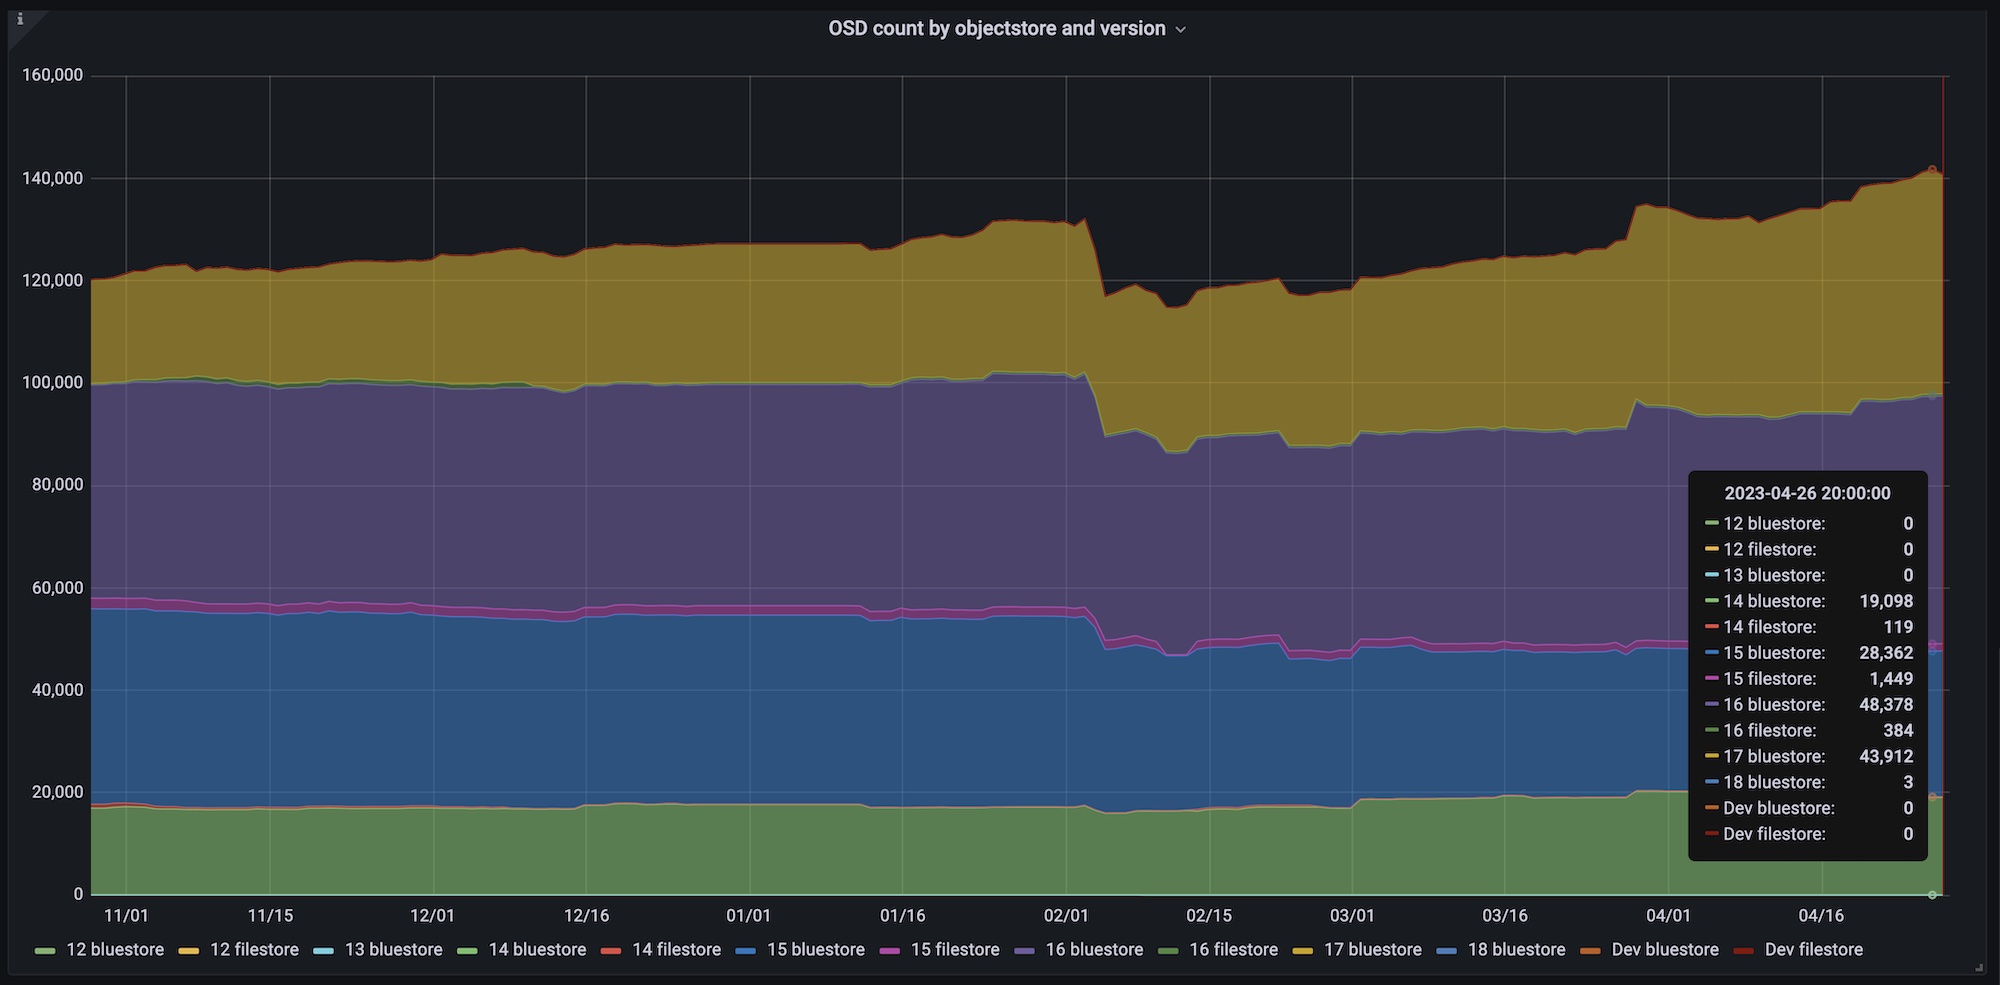 i
OSD count by objectstore and version
160,000
140,000
120,000
100,000
80,000
60,000
40,000
20,000
0
2023-04-26 20:00:00
12 bluestore: 0
12 filestore: 0
13 bluestore: 0
14 bluestore: 19,098
14 filestore: 119
15 bluestore: 28,362
15 filestore: 1,449
16 bluestore: 48,378
16 filestore: 384
17 bluestore: 43,912
18 bluestore: 3
Dev bluestore: 0
Dev filestore: 0
11/01 11/15 12/01 12/16 01/01 01/16 02/01 02/15 03/01 03/16 04/01 04/16
12 bluestore 12 filestore 13 bluestore 14 bluestore 14 filestore 15 bluestore 15 filestore 16 bluestore 16 filestore 17 bluestore 18 bluestore Dev bluestore Dev filestore